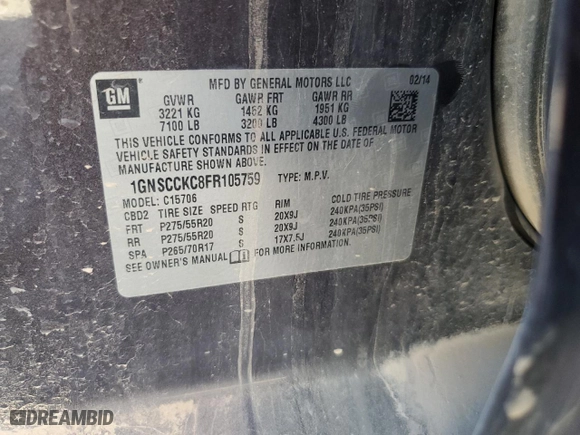 GM
MFD BY GENERAL MOTORS LLC 02/14
GVWR GAWR FRT GAWR RR
3221 KG 1452 KG 1951 KG
7100 LB 3200 LB 4300 LB
THIS VEHICLE CONFORMS TO ALL APPLICABLE U.S. FEDERAL MOTOR
VEHICLE SAFETY STANDARDS IN EFFECT ON THE DATE OF
MANUFACTURE SHOWN ABOVE.
1GNSCCKC8FR105759 TYPE: M.P.V.
MODEL: C15706
CBD2 TIRE SIZE SPEED RTG RIM COLD TIRE PRESSURE
FRT P275/55R20 S 20X9J 240KPA(35PSI)
RR P275/55R20 S 20X9J 240KPA(35PSI)
SPA P265/70R17 S 17X7.5J 240KPA(35PSI)
SEE OWNER'S MANUAL FOR MORE INFORMATION.
DREAMBID